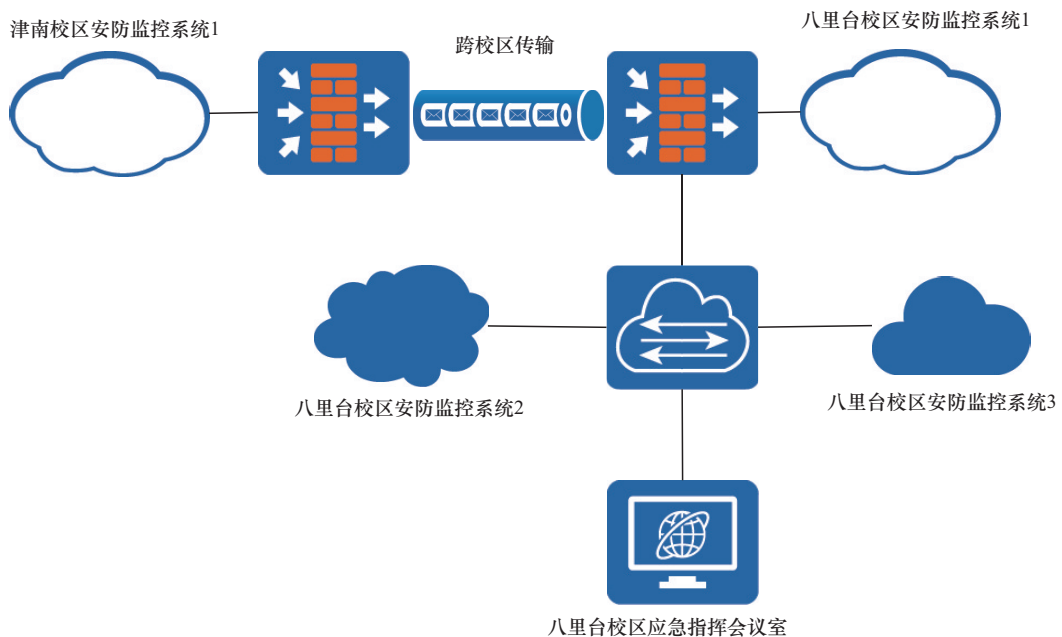 津南校区安防监控系统1
八里台校区安防监控系统1
跨校区传输
八里台校区安防监控系统2
八里台校区安防监控系统3
八里台校区应急指挥会议室